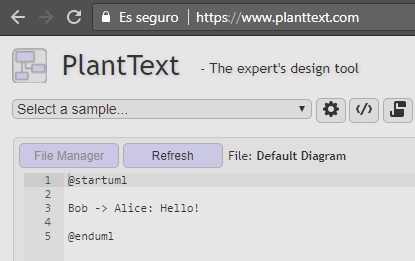 Es seguro | https://www.planttext.com
PlantText - The expert's design tool
Select a sample...
File Manager Refresh File: Default Diagram
1 @startuml
2
3 Bob -> Alice: Hello!
4
5 @enduml